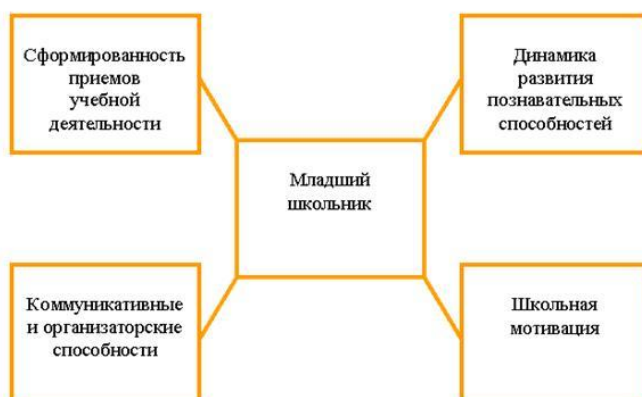 Сформированность
приемов
учебной
деятельности
Динамика
развития
познавательных
способностей
Младший
школьник
Коммуникативные
и организаторские
способности
Школьная
мотивация